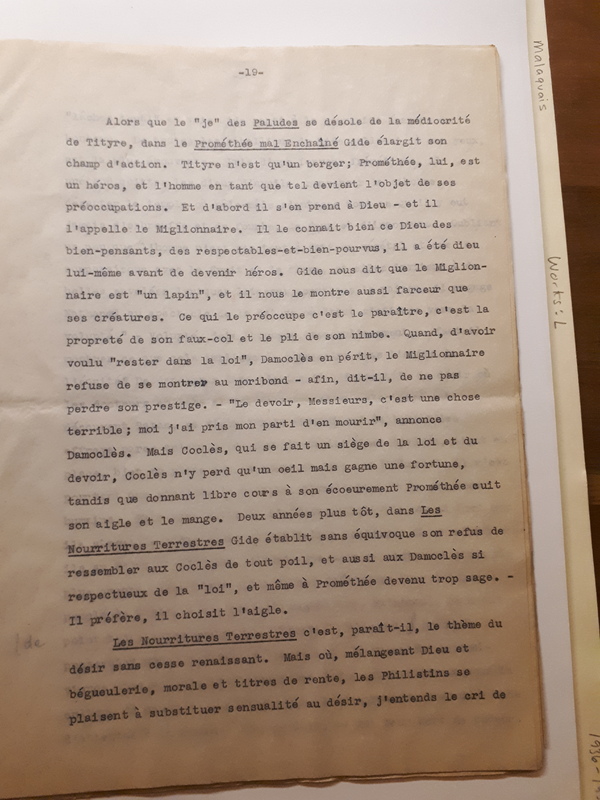 -19-
Alors que le "je" des Paludes se désole de la médiocrité
de Tityre, dans le Prométhée mal Enchaîné Gide élargit son
champ d'action. Tityre n'est qu'un berger; Prométhée, lui, est
un héros, et l'homme en tant que tel devient l'objet de ses
préoccupations. Et d'abord il s'en prend à Dieu - et il
l'appelle le Miglionnaire. Il le connait bien ce Dieu des
bien-pensants, des respectables-et-bien-pourvus, il a été dieu
lui-même avant de devenir héros. Gide nous dit que le Miglion-
naire est "un lapin", et il nous le montre aussi farceur que
ses créatures. Ce qui le préoccupe c'est le paraître, c'est la
propreté de son faux-col et le pli de son nimbe. Quand, d'avoir
voulu "rester dans la loi", Damoclès en périt, le Miglionnaire
refuse de se montrer au moribond - afin, dit-il, de ne pas
perdre son prestige. - "Le devoir, Messieurs, c'est une chose
terrible; moi j'ai pris mon parti d'en mourir", annonce
Damoclès. Mais Coclès, qui se fait un siège de la loi et du
devoir, Coclès n'y perd qu'un oeil mais gagne une fortune,
tandis que donnant libre cours à son écoeurement Prométhée cuit
son aigle et le mange. Deux années plus tôt, dans Les
Nourritures Terrestres Gide établit sans équivoque son refus de
ressembler aux Coclès de tout poil, et aussi aux Damoclès si
respectueux de la "loi", et même à Prométhée devenu trop sage. -
Il préfère, il choisit l'aigle.
Les Nourritures Terrestres c'est, paraît-il, le thème du
/de
désir sans cesse renaissant. Mais où, mélangeant Dieu et
bégueulerie, morale et titres de rente, les Philistins se
plaisent à substituer sensualité au désir, j'entends le cri de
Malaquais
Works: L